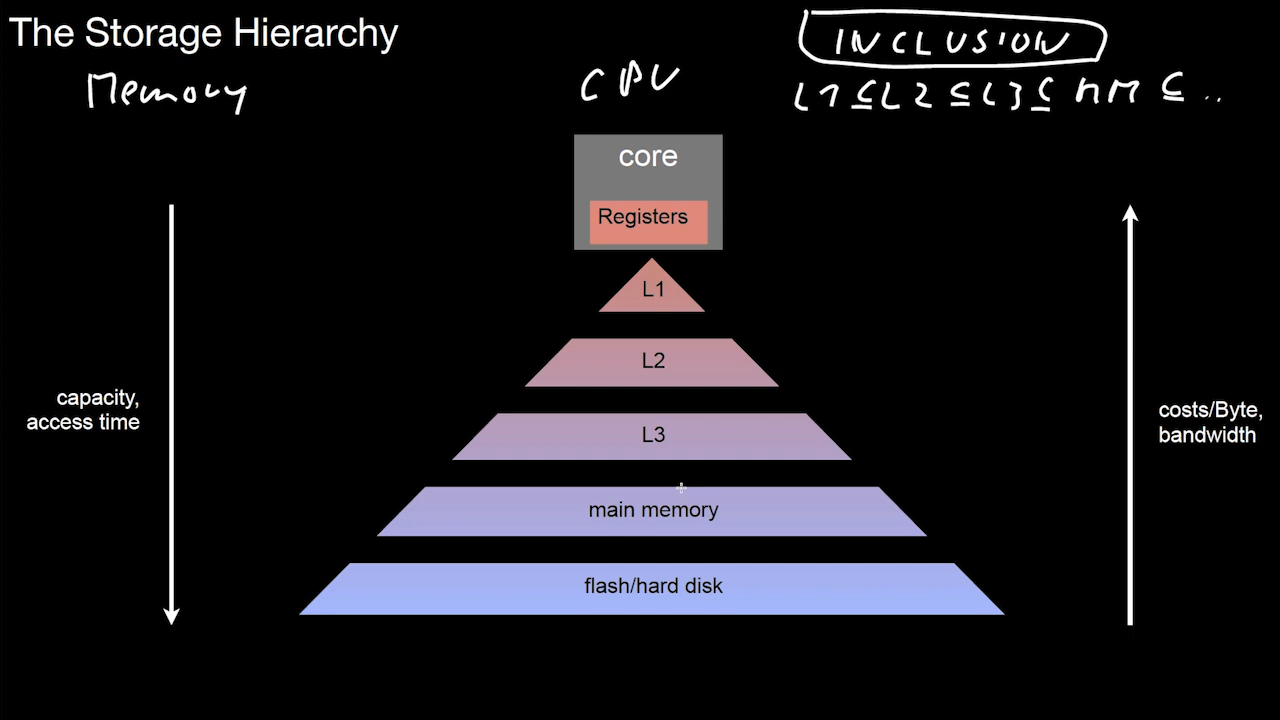 The Storage Hierarchy
Memory
CPU
INCLUSION
L1 ⊆ L2 ⊆ L3 ⊆ MM ⊆ ..
core
Registers
L1
L2
L3
main memory
flash/hard disk
capacity,
access time
costs/Byte,
bandwidth